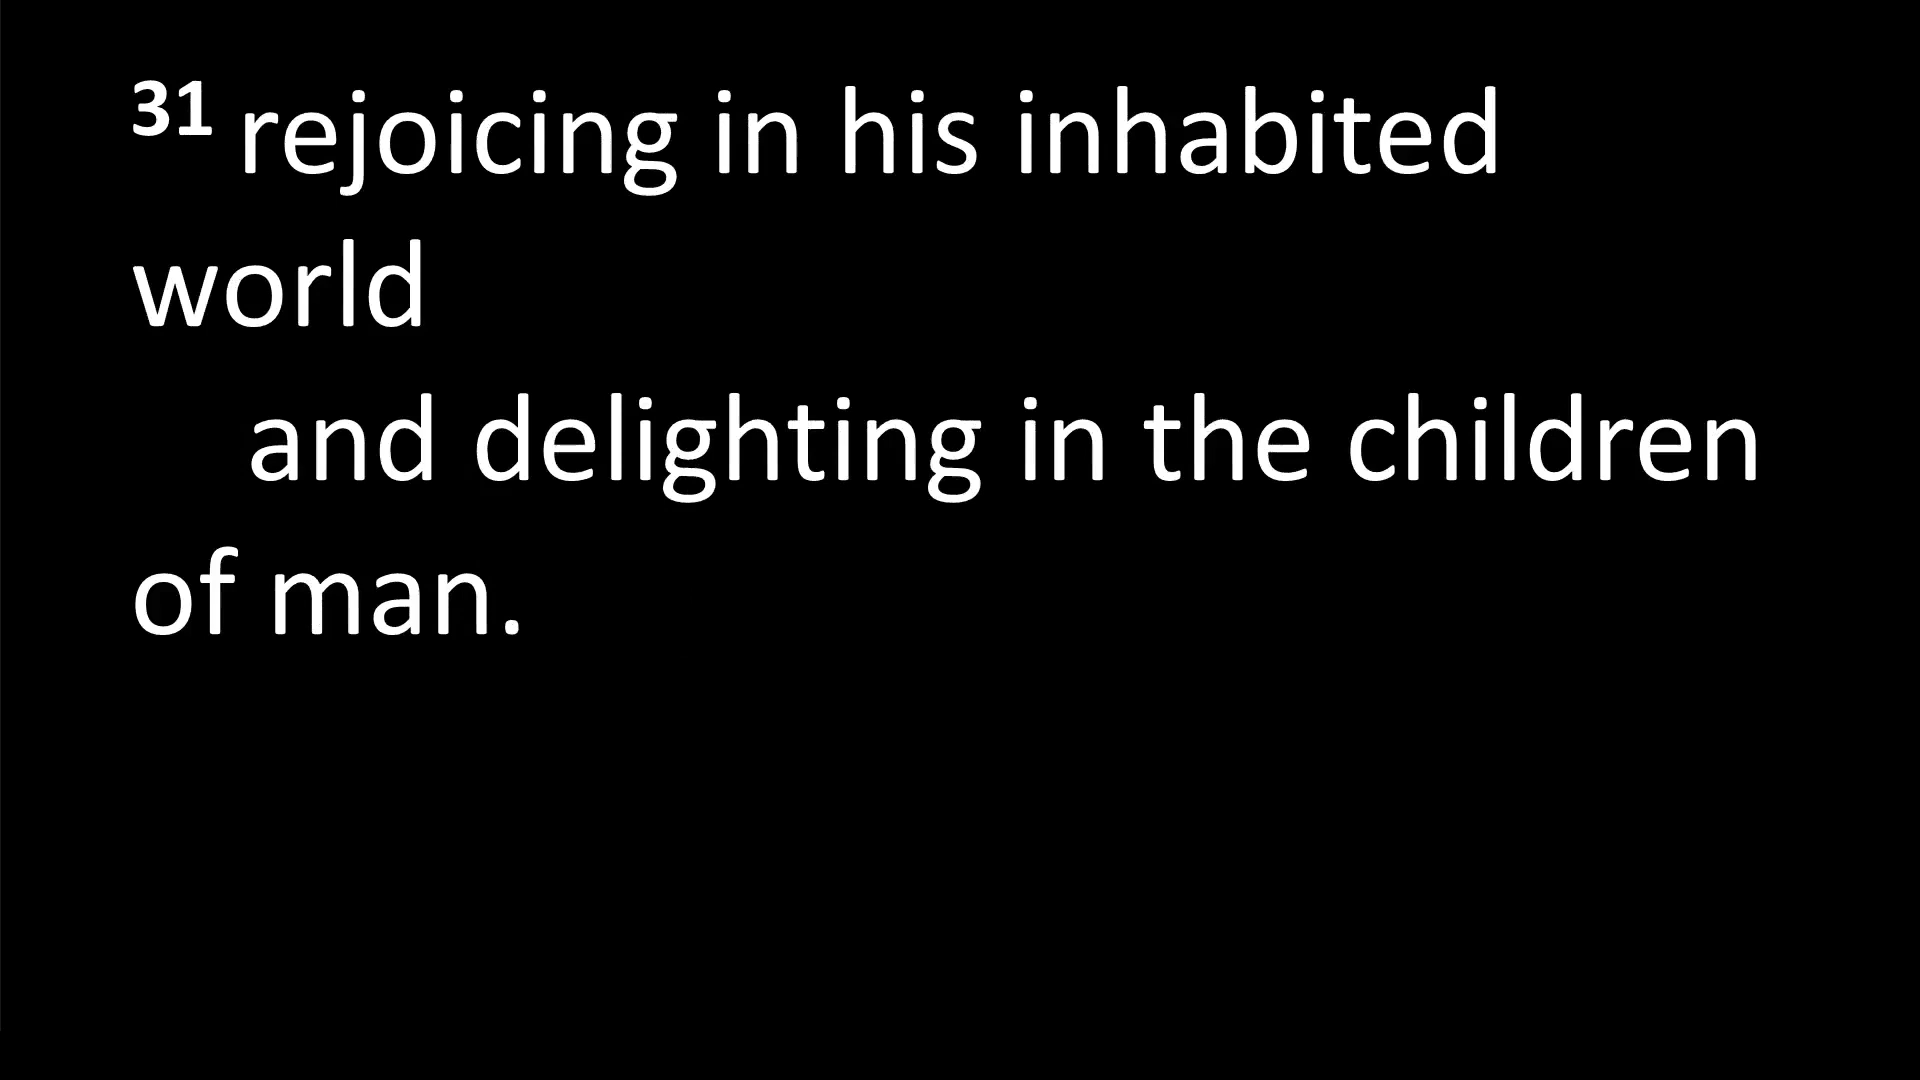 31 rejoicing in his inhabited
world
and delighting in the children
of man.